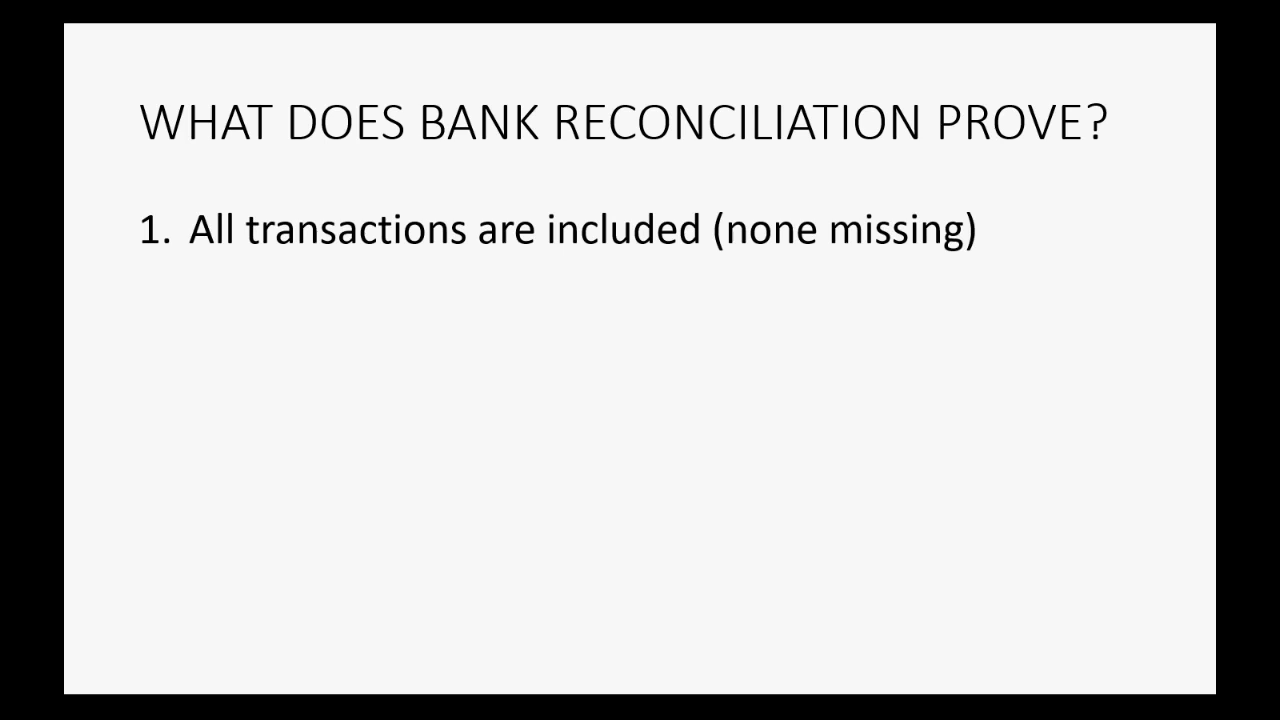 WHAT DOES BANK RECONCILIATION PROVE?
1. All transactions are included (none missing)